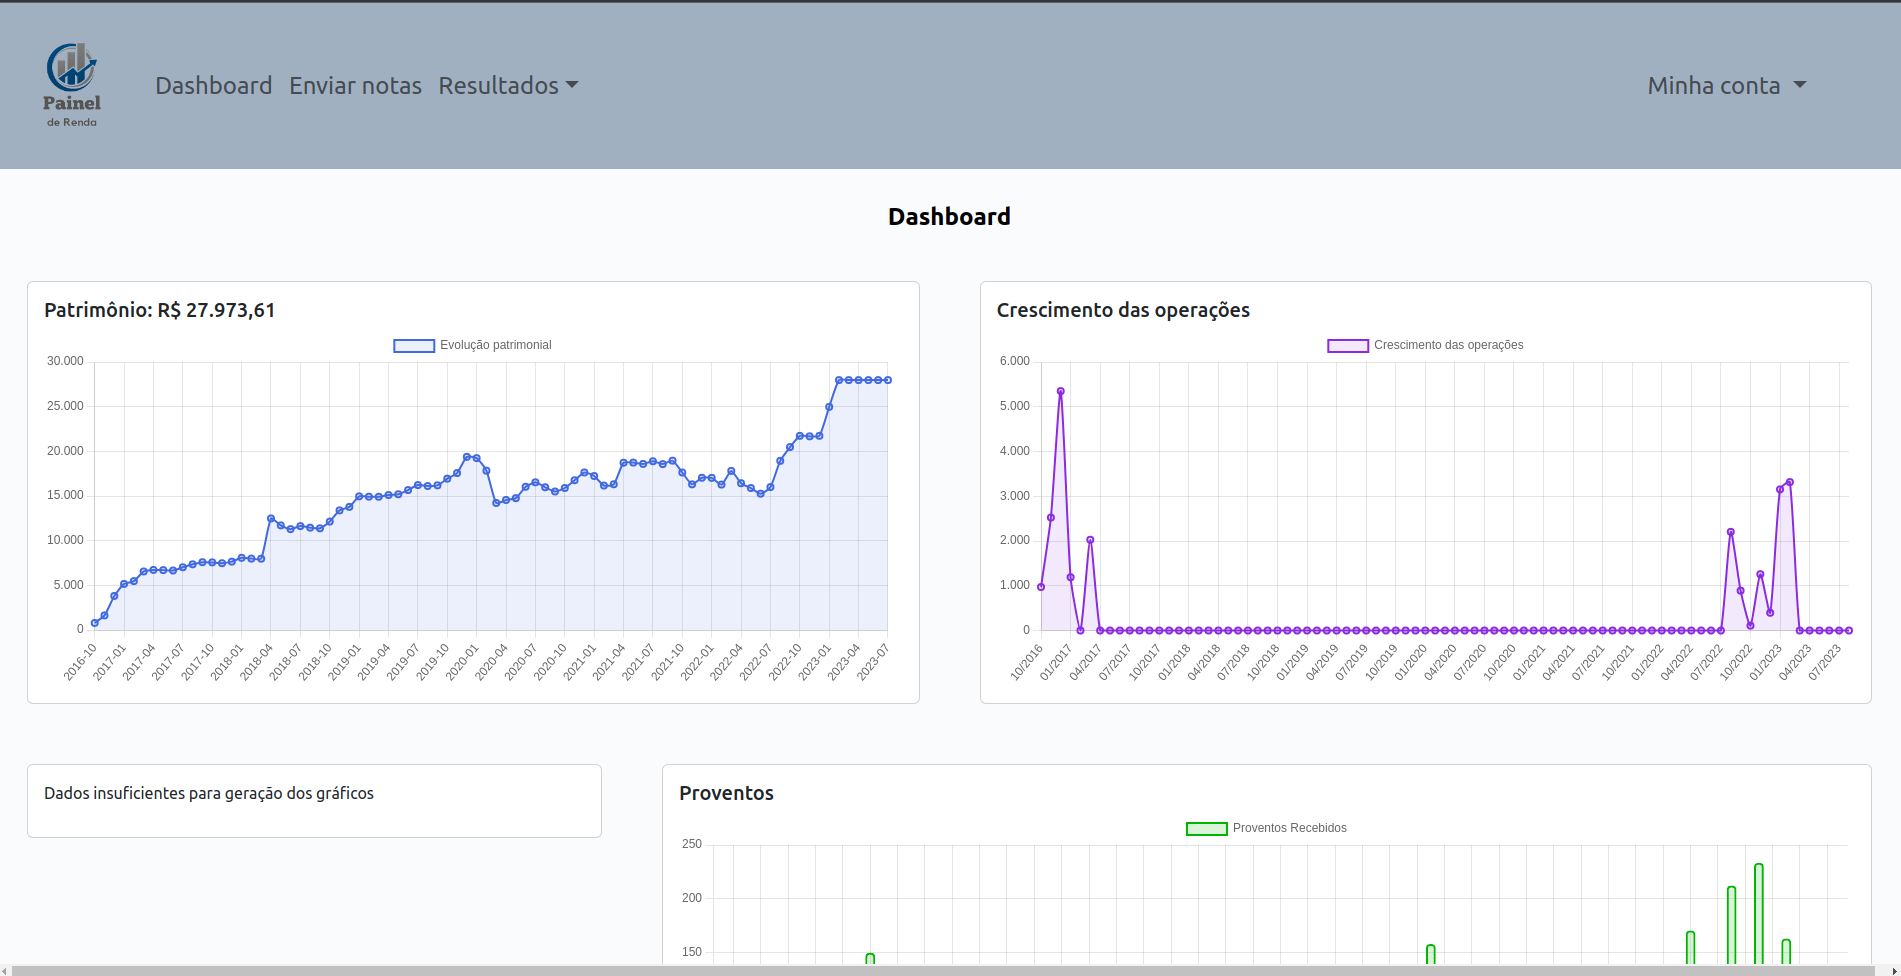 Painel
de Renda
Dashboard Enviar notas Resultados
Minha conta
Dashboard
Patrimônio: R$ 27.973,61
Evolução patrimonial
30.000
25.000
20.000
15.000
10.000
5.000
0
2016-10 2017-01 2017-04 2017-07 2017-10 2018-01 2018-04 2018-07 2018-10 2019-01 2019-04 2019-07 2019-10 2020-01 2020-04 2020-07 2020-10 2021-01 2021-04 2021-07 2021-10 2022-01 2022-04 2022-07 2022-10 2023-01 2023-04 2023-07
Crescimento das operações
Crescimento das operações
6.000
5.000
4.000
3.000
2.000
1.000
0
10/2016 01/2017 04/2017 07/2017 10/2017 01/2018 04/2018 07/2018 10/2018 01/2019 04/2019 07/2019 10/2019 01/2020 04/2020 07/2020 10/2020 01/2021 04/2021 07/2021 10/2021 01/2022 04/2022 07/2022 10/2022 01/2023 04/2023 07/2023
Dados insuficientes para geração dos gráficos
Proventos
Proventos Recebidos
250
200
150